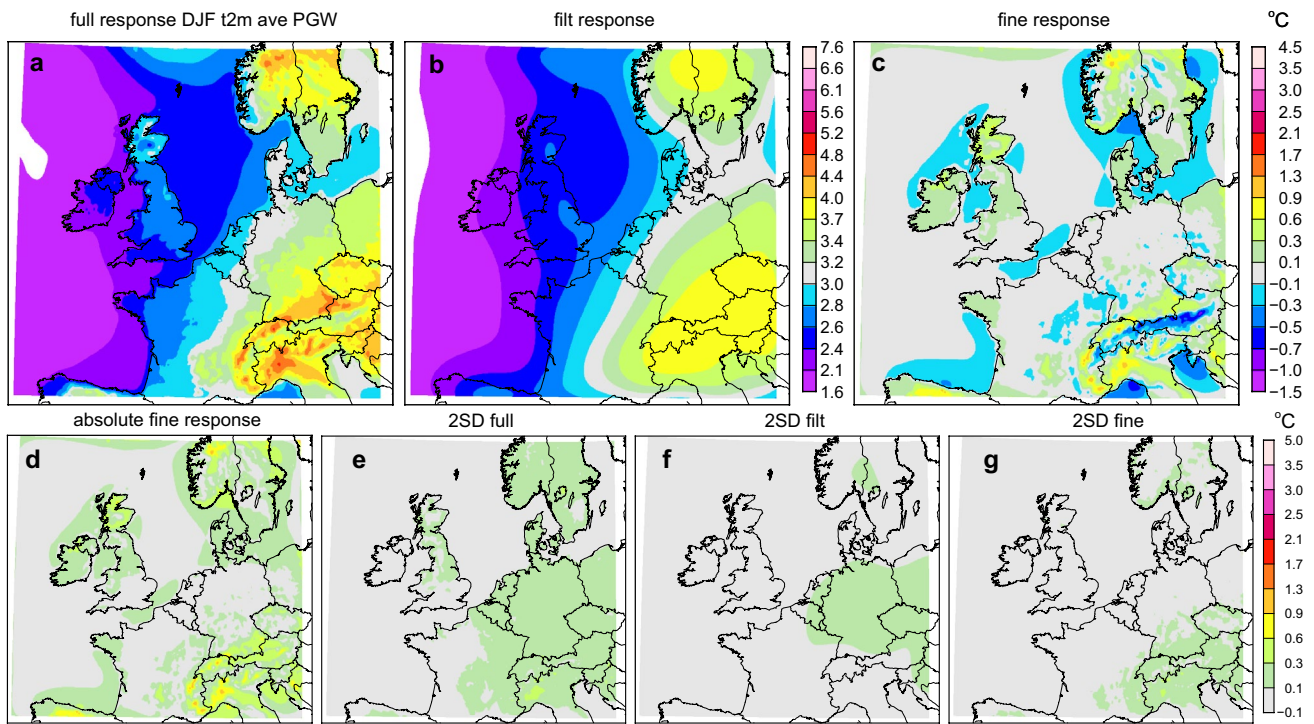 full response DJF t2m ave PGW
filt response
fine response
°C
a
b
c
7.6
6.6
6.1
5.6
5.2
4.8
4.4
4.0
3.7
3.4
3.2
3.0
2.8
2.6
2.4
1.8
1.6
4.5
3.5
3.0
2.5
2.1
1.7
1.3
0.9
0.6
0.3
0.1
−0.1
−0.3
−0.5
−0.7
−1.0
−1.5
absolute fine response
2SD full
2SD filt
2SD fine
°C
d
e
f
g
5.0
3.5
3.0
2.5
2.1
1.7
1.3
0.9
0.6
0.3
0.1
−0.1